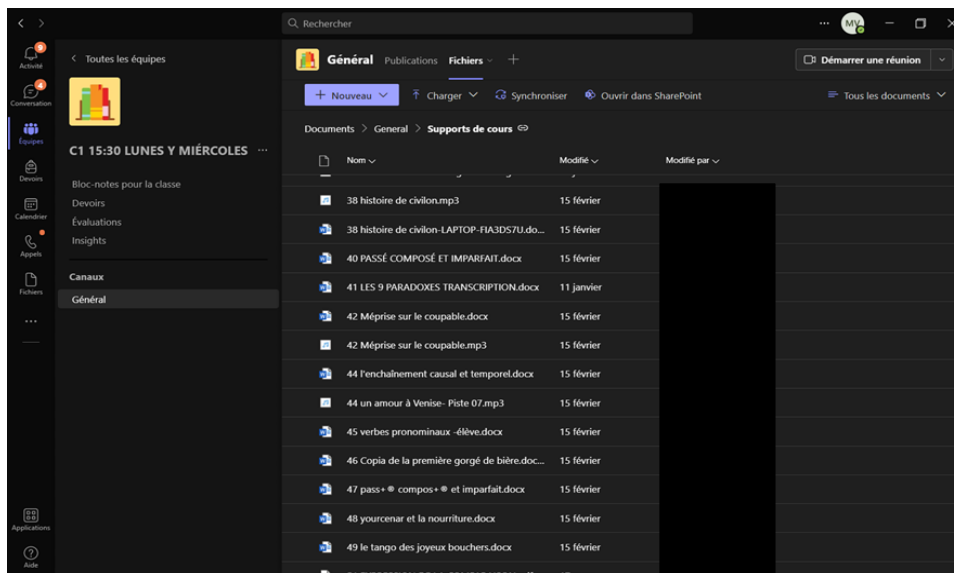 Rechercher
MV
9
Activité
4
Conversation
Équipes
Devoirs
Calendrier
Appels
Fichiers
Applications
Aide
Toutes les équipes
C1 15:30 LUNES Y MIÉRCOLES ...
Bloc-notes pour la classe
Devoirs
Évaluations
Insights
Canaux
Général
Général Publications Fichiers
Démarrer une réunion
Nouveau Charger Synchroniser Ouvrir dans SharePoint Tous les documents
Documents > General > Supports de cours
Nom Modifié Modifié par
38 histoire de civilon.mp3 15 février
38 histoire de civilon-LAPTOP-FIA3DS7U.do... 15 février
40 PASSÉ COMPOSÉ ET IMPARFAIT.docx 15 février
41 LES 9 PARADOXES TRANSCRIPTION.docx 11 janvier
42 Méprise sur le coupable.docx 15 février
42 Méprise sur le coupable.mp3 15 février
44 l'enchaînement causal et temporel.docx 15 février
44 un amour à Venise- Piste 07.mp3 15 février
45 verbes pronominaux -élève.docx 15 février
46 Copia de la première gorgé de bière.doc... 15 février
47 pass+® compos+® et imparfait.docx 15 février
48 yourcenar et la nourriture.docx 15 février
49 le tango des joyeux bouchers.docx 15 février